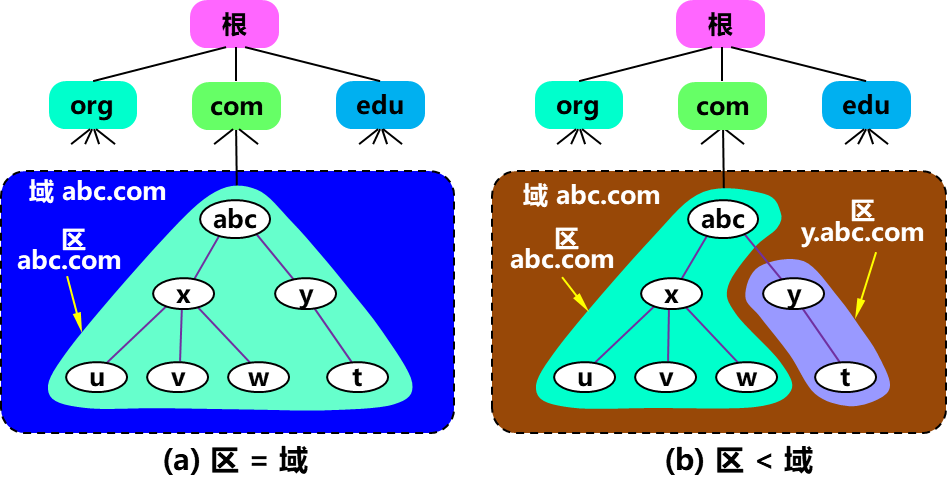 根
org
com
edu
域 abc.com
区
abc.com
abc
x
y
u
v
w
t
(a) 区 = 域
根
org
com
edu
域 abc.com
区
abc.com
区
y.abc.com
abc
x
y
u
v
w
t
(b) 区 < 域